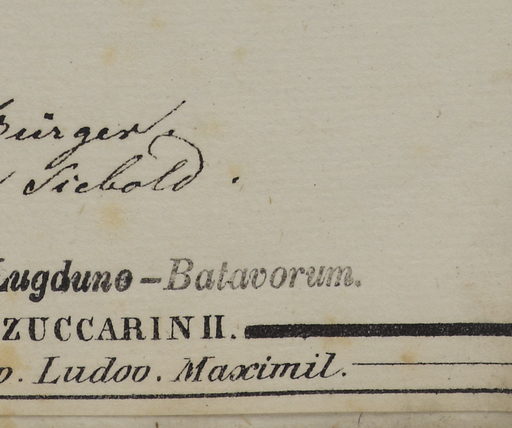 Bürger.
Siebold.
Lugduno-Batavorum.
ZUCCARINII.
o. Ludov. Maximil.